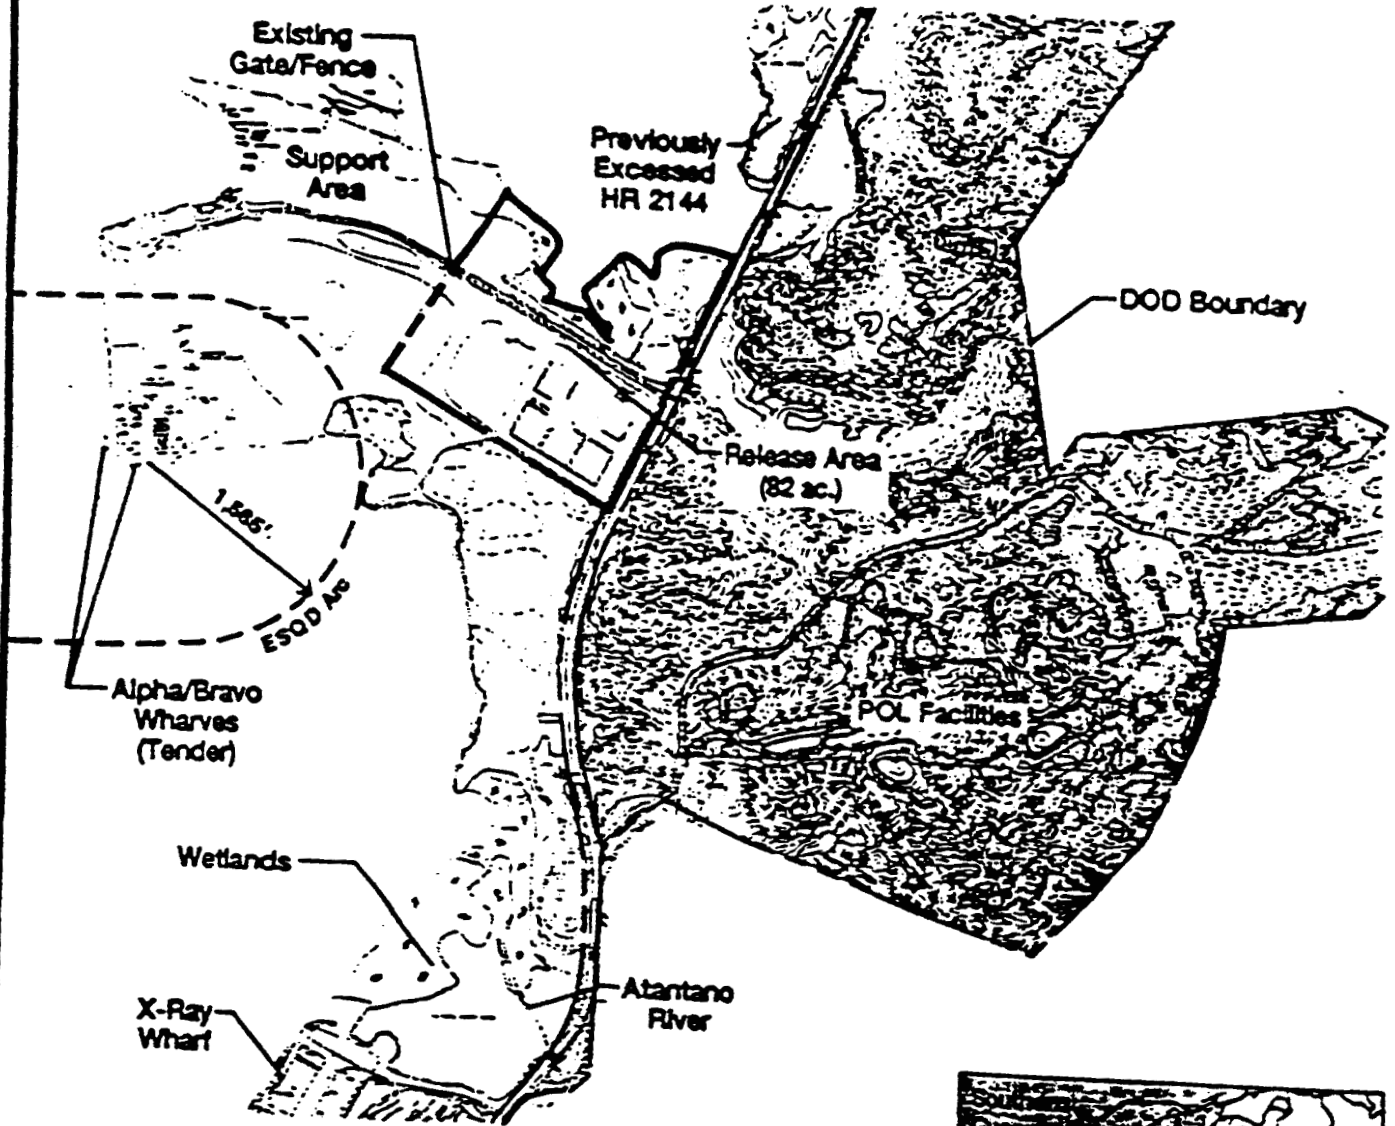 Existing
Gate/Fence
Support
Area
Previously
Excessed
HR 2144
DOD Boundary
Release Area
(82 ac.)
1,585'
ESQD Arc
Alpha/Bravo
Wharves
(Tender)
POL Facilities
Wetlands
X-Ray
Wharf
Atantano
River